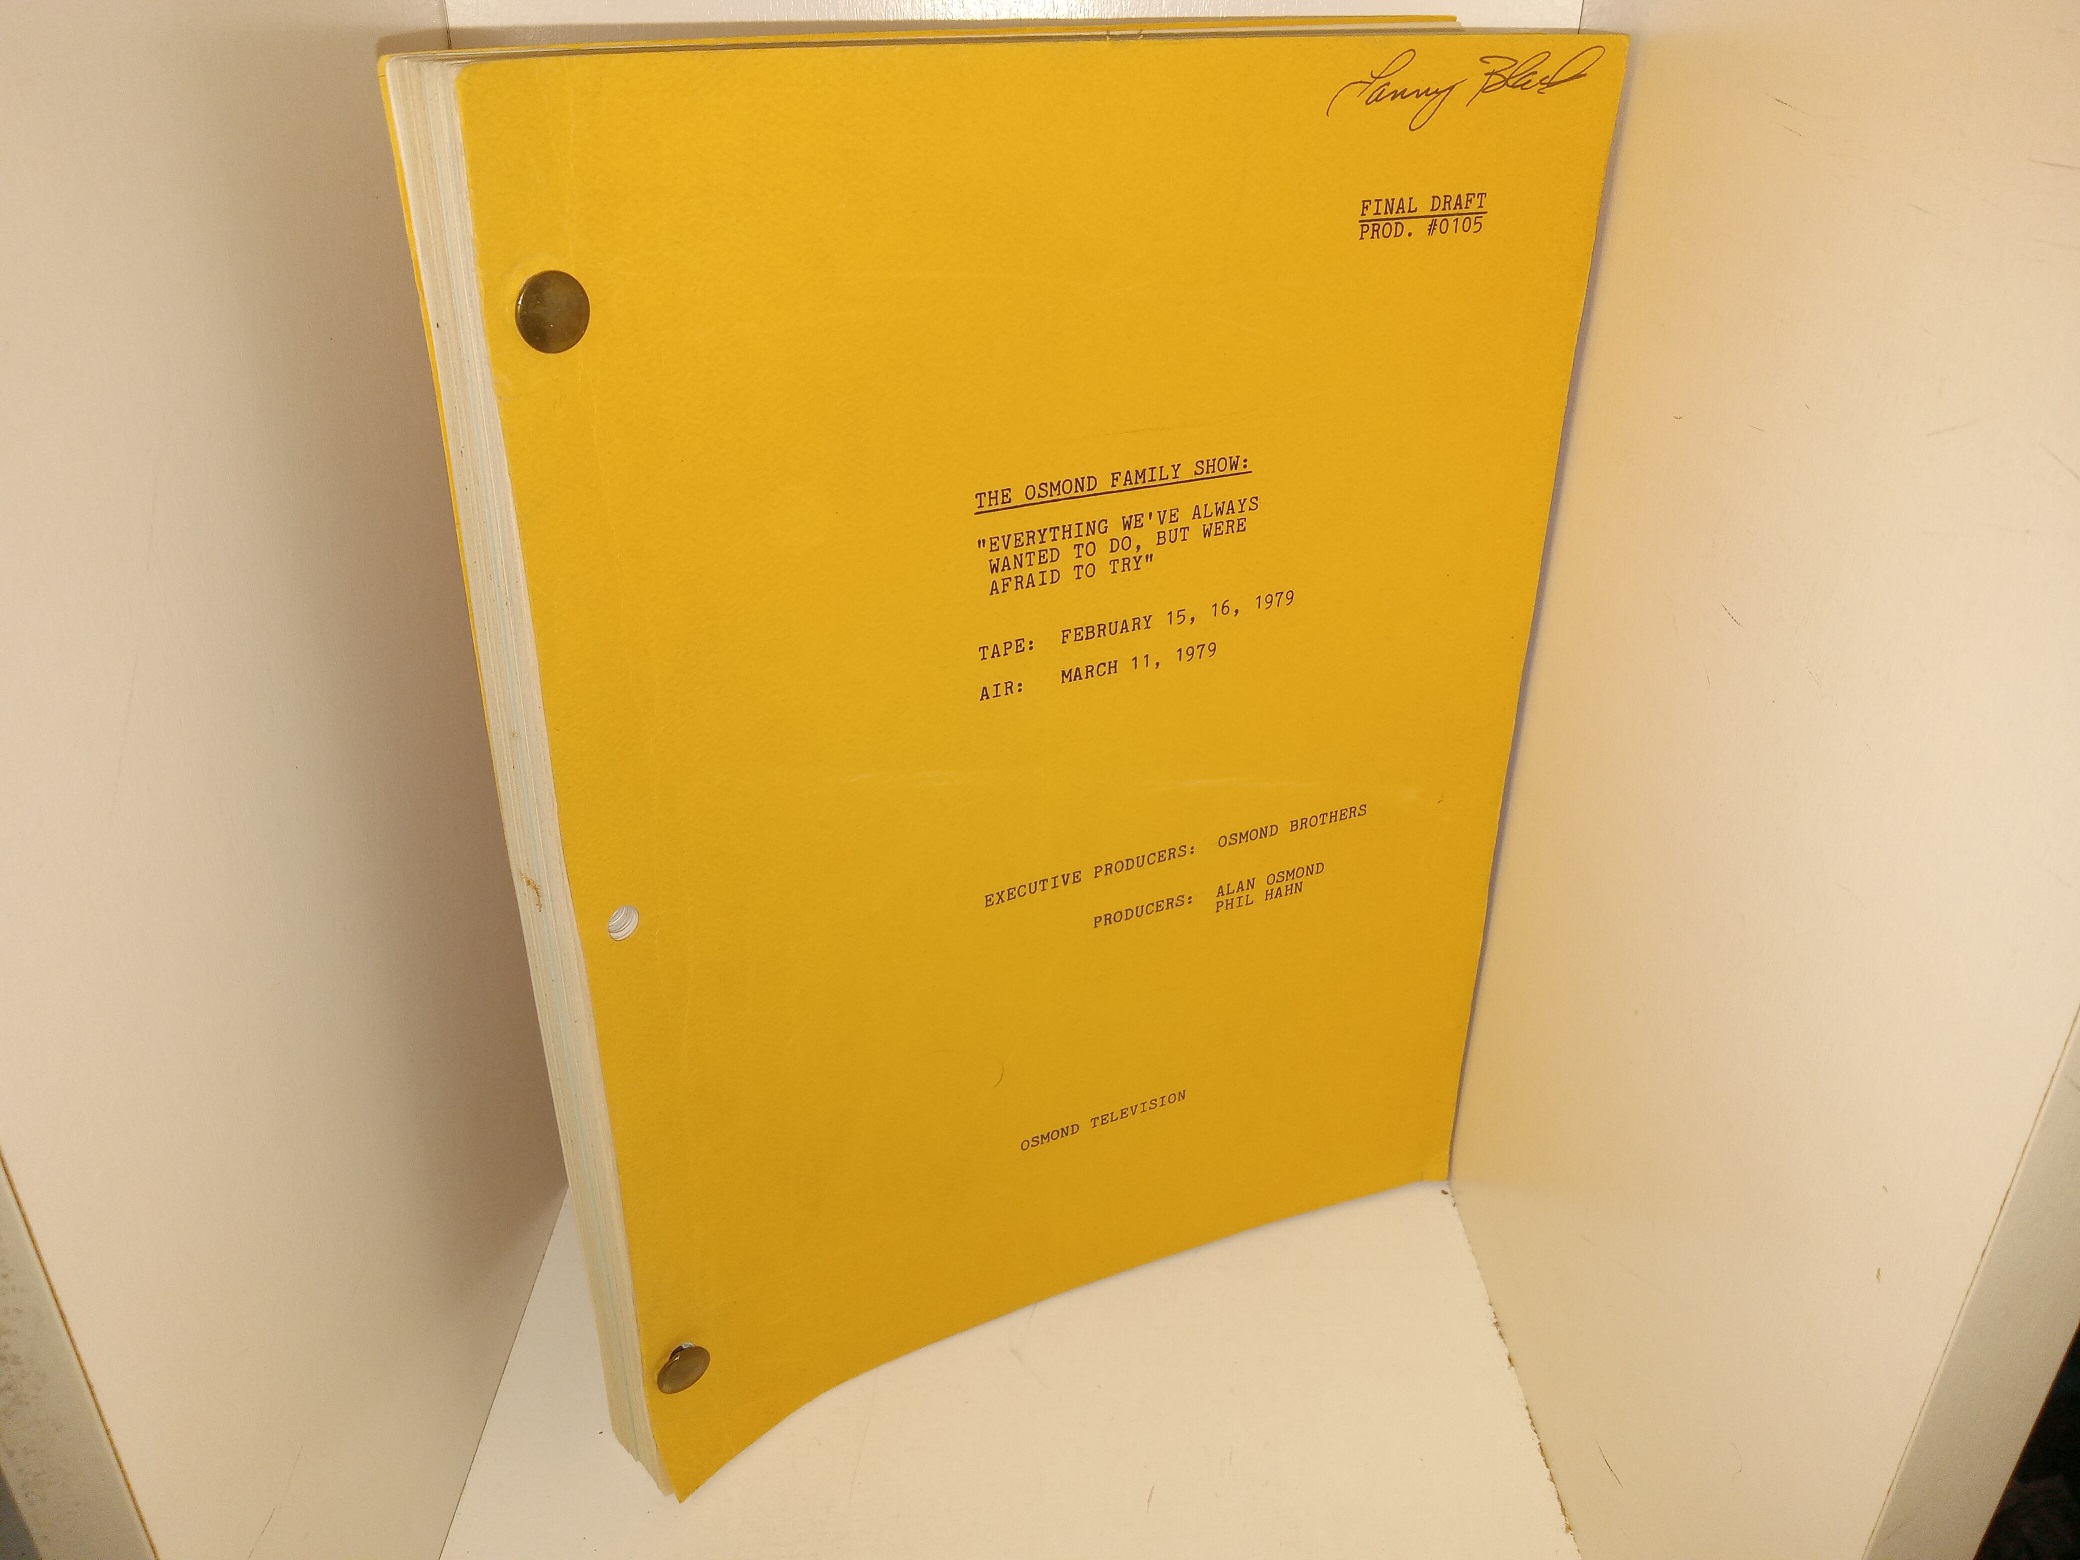 Lanny Black
FINAL DRAFT
PROD. #0105
THE OSMOND FAMILY SHOW:
"EVERYTHING WE'VE ALWAYS
WANTED TO DO, BUT WERE
AFRAID TO TRY"
TAPE: FEBRUARY 15, 16, 1979
AIR: MARCH 11, 1979
EXECUTIVE PRODUCERS: OSMOND BROTHERS
PRODUCERS: ALAN OSMOND
PHIL HAHN
OSMOND TELEVISION